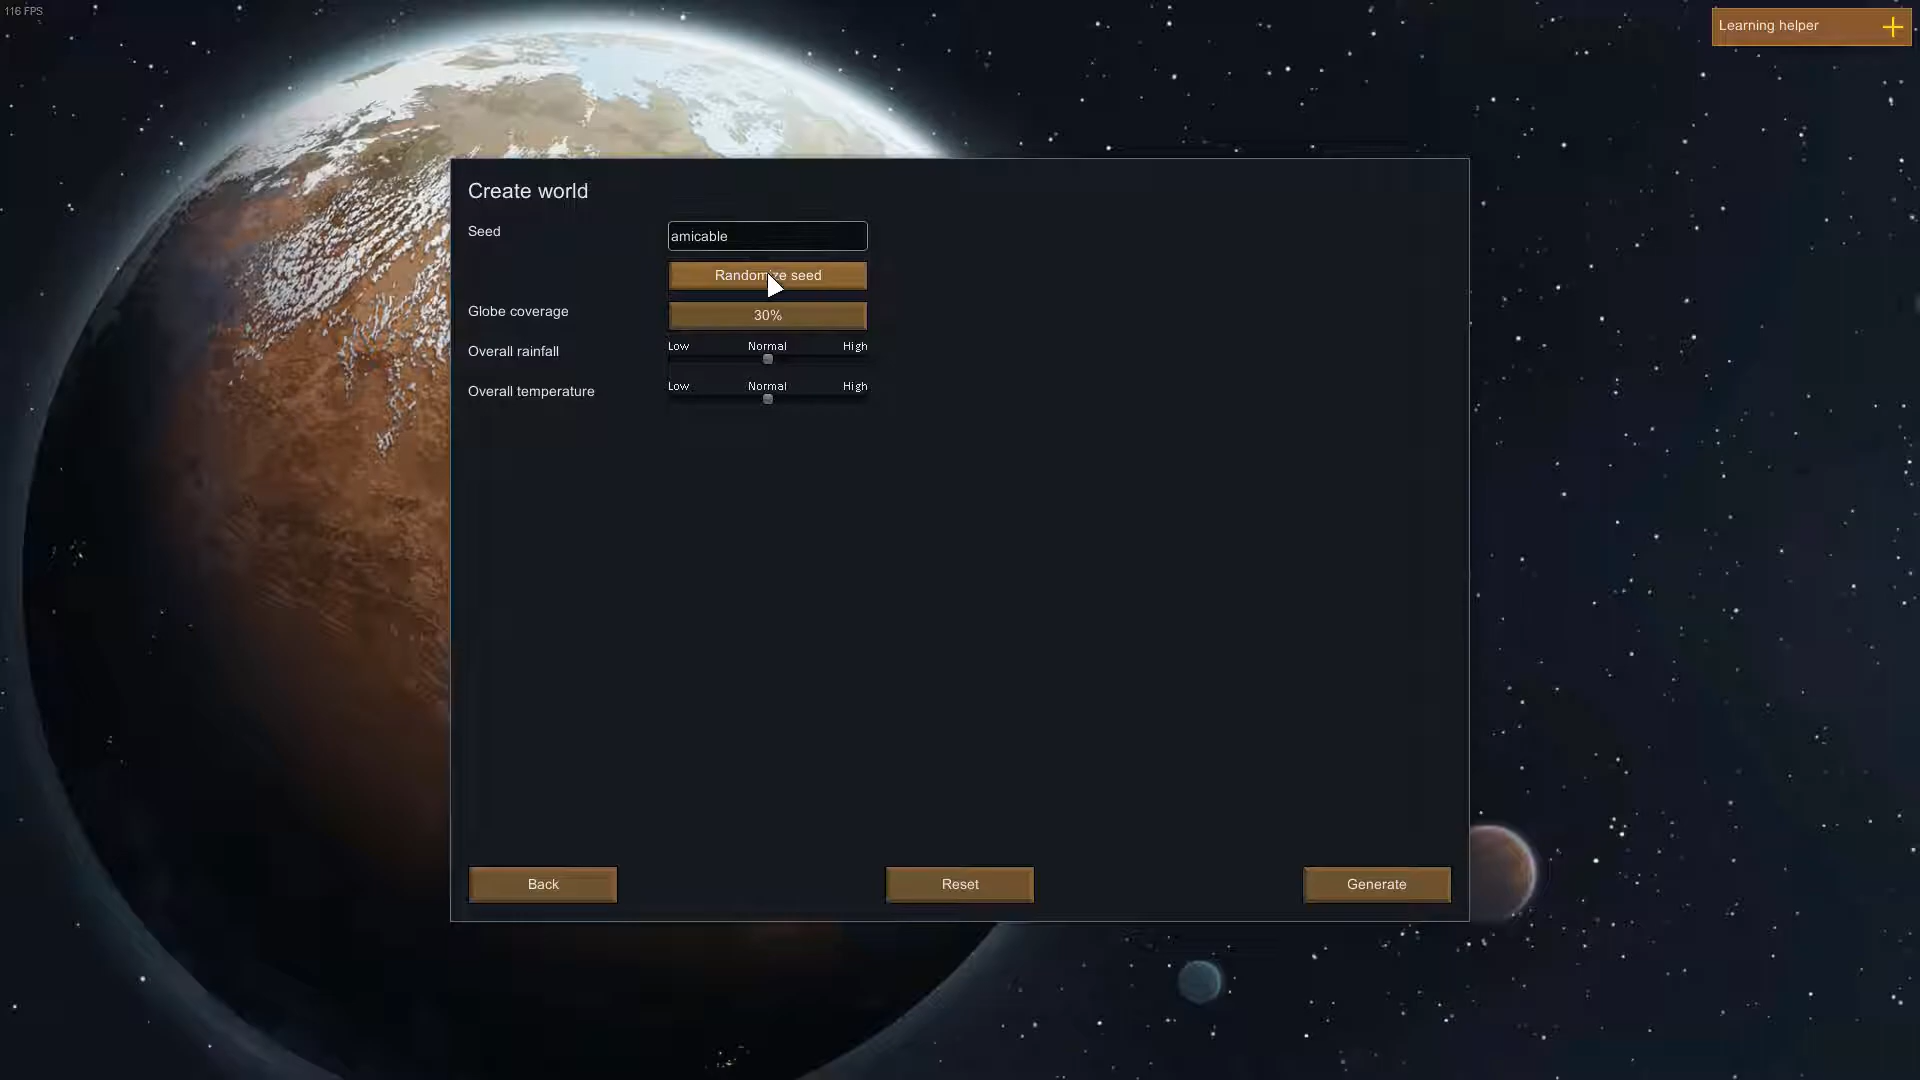 116 FPS
Learning helper
Create world
Seed
amicable
Randomize seed
Globe coverage
30%
Overall rainfall
Low Normal High
Overall temperature
Low Normal High
Back
Reset
Generate